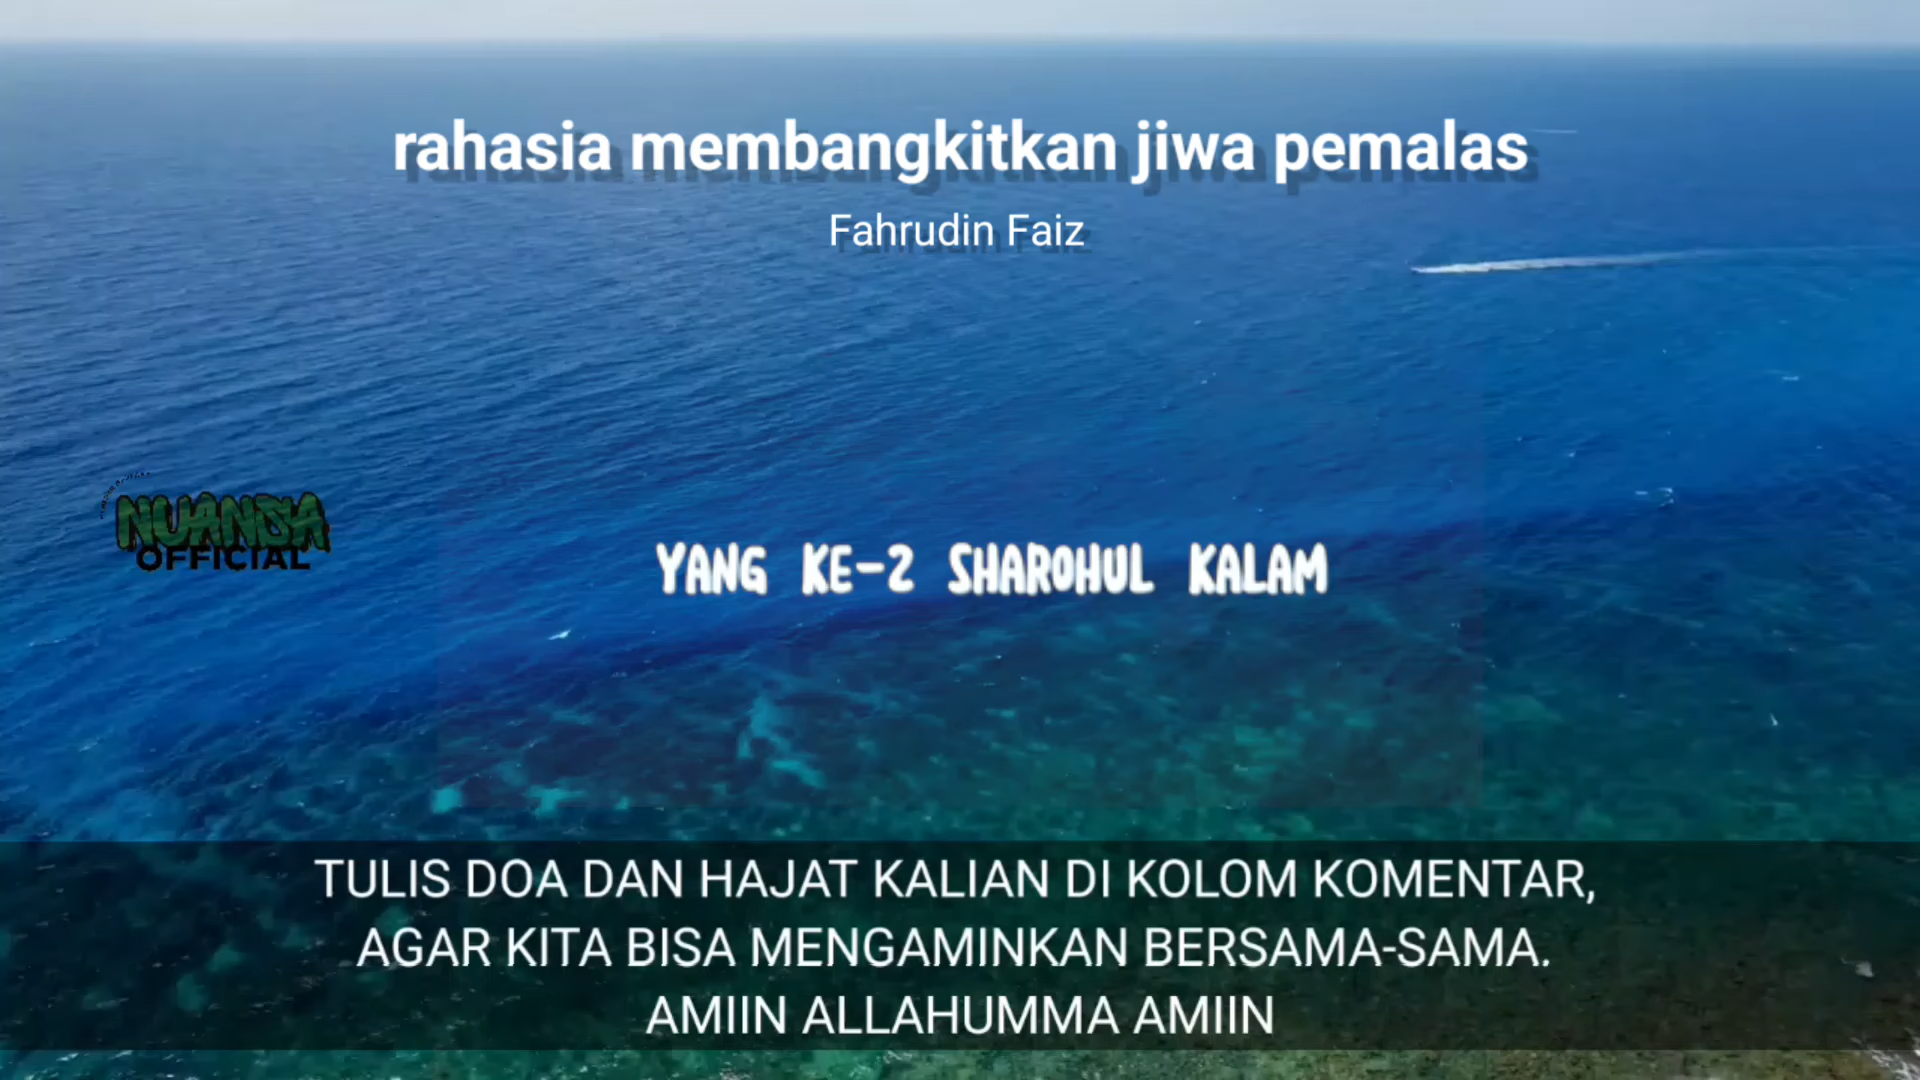 rahasia membangkitkan jiwa pemalas
Fahrudin Faiz
NUANSA
OFFICIAL
YANG KE-2 SHAROHUL KALAM
TULIS DOA DAN HAJAT KALIAN DI KOLOM KOMENTAR,
AGAR KITA BISA MENGAMINKAN BERSAMA-SAMA.
AMIIN ALLAHUMMA AMIIN